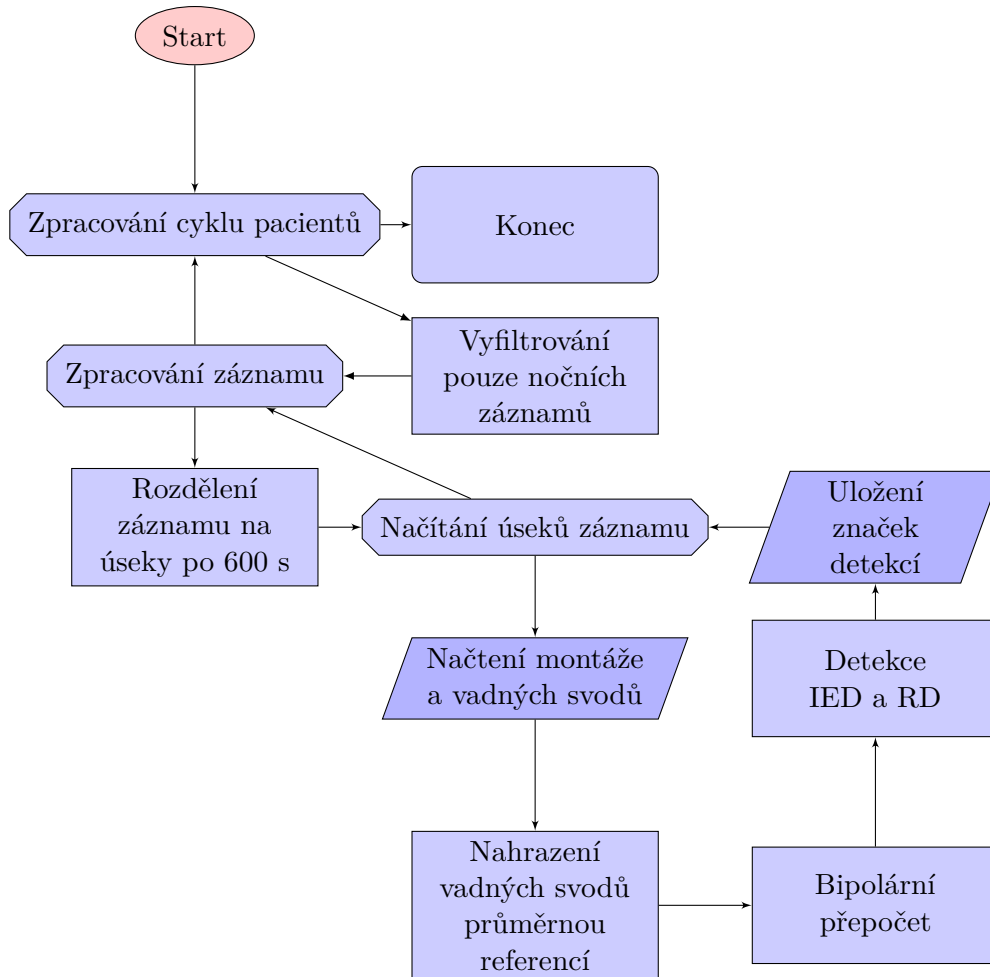 Start
Zpracování cyklu pacientů
Konec
Vyfiltrování
pouze nočních
záznamů
Zpracování záznamu
Rozdělení
záznamu na
úseky po 600 s
Načítání úseků záznamu
Uložení
značek
detekcí
Načtení montáže
a vadných svodů
Detekce
IED a RD
Nahrazení
vadných svodů
průměrnou
referencí
Bipolární
přepočet